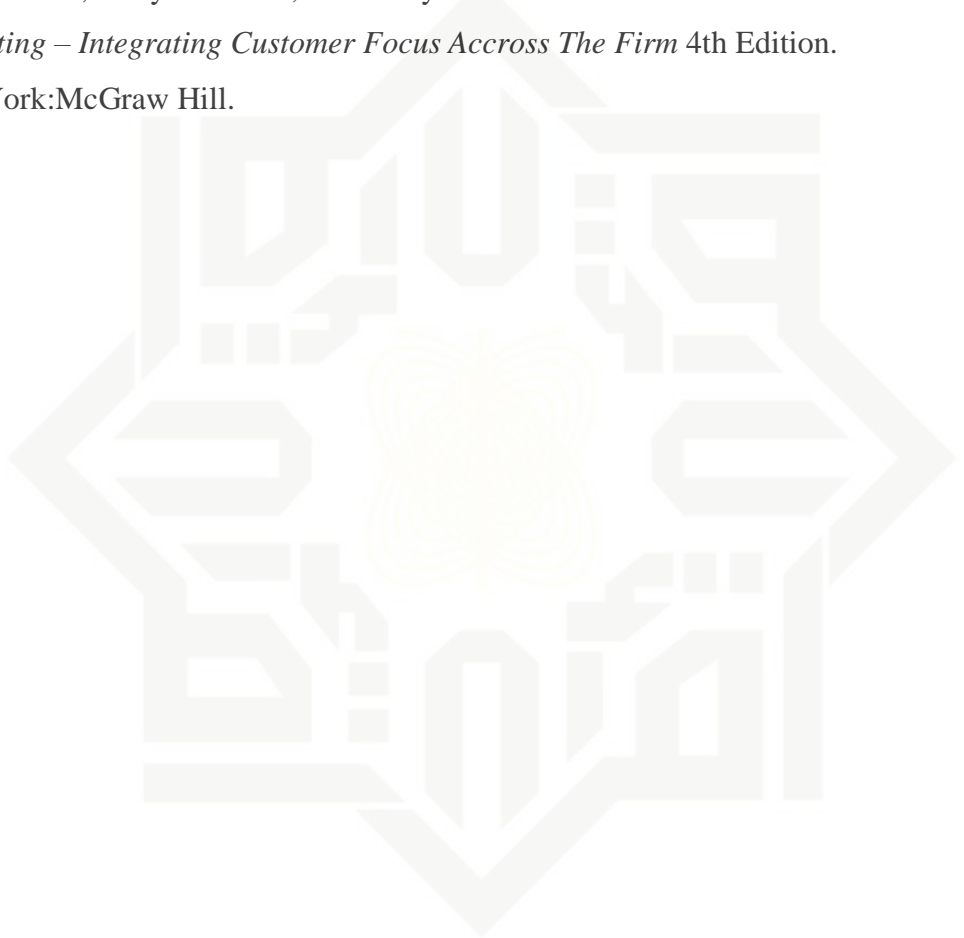 ting – Integrating Customer Focus Accross The Firm 4th Edition.
York:McGraw Hill.